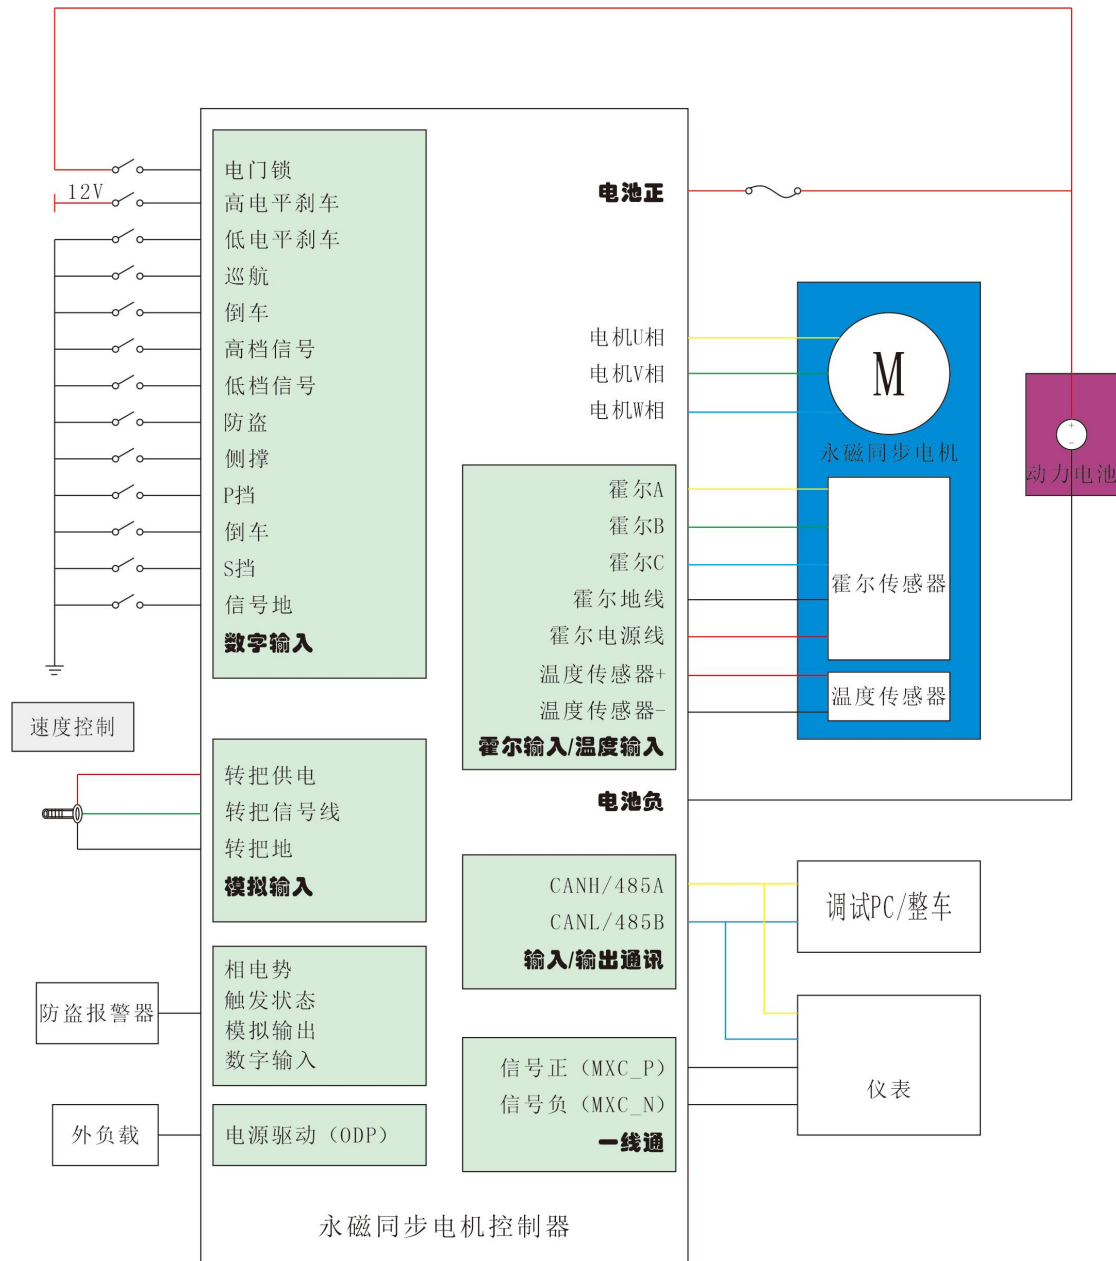 电门锁
12V
高电平刹车
低电平刹车
巡航
倒车
高档信号
低档信号
防盗
侧撑
P挡
倒车
S挡
信号地
数字输入
速度控制
转把供电
转把信号线
转把地
模拟输入
防盗报警器
相电势
触发状态
模拟输出
数字输入
外负载
电源驱动（ODP）
电池正
电机U相
电机V相
电机W相
霍尔A
霍尔B
霍尔C
霍尔地线
霍尔电源线
温度传感器+
温度传感器-
霍尔输入/温度输入
电池负
CANH/485A
CANL/485B
输入/输出通讯
信号正（MXC_P）
信号负（MXC_N）
一线通
M
永磁同步电机
霍尔传感器
温度传感器
+
-
动力电池
调试PC/整车
仪表
永磁同步电机控制器